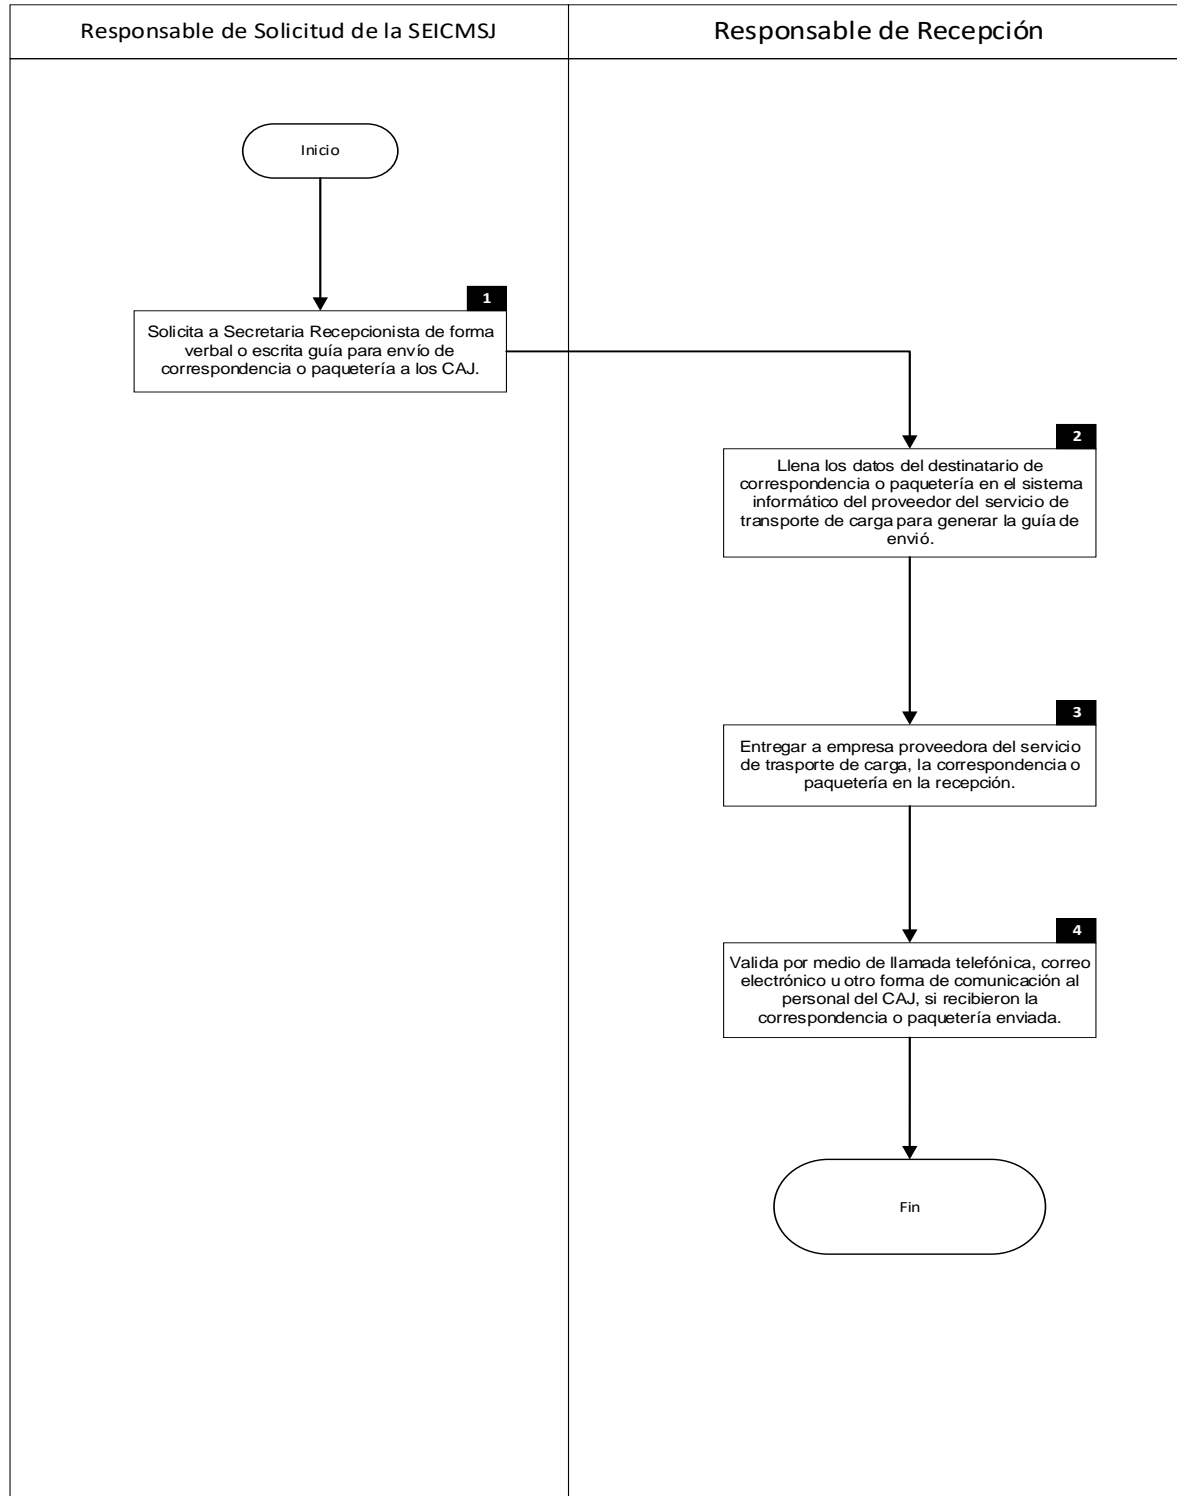 Responsable de Solicitud de la SEICMSJ
Responsable de Recepción
Inicio
1
Solicita a Secretaria Recepcionista de forma
verbal o escrita guía para envío de
correspondencia o paquetería a los CAJ.
2
Llena los datos del destinatario de
correspondencia o paquetería en el sistema
informático del proveedor del servicio de
transporte de carga para generar la guía de
envió.
3
Entregar a empresa proveedora del servicio
de trasporte de carga, la correspondencia o
paquetería en la recepción.
4
Valida por medio de llamada telefónica, correo
electrónico u otro forma de comunicación al
personal del CAJ, si recibieron la
correspondencia o paquetería enviada.
Fin